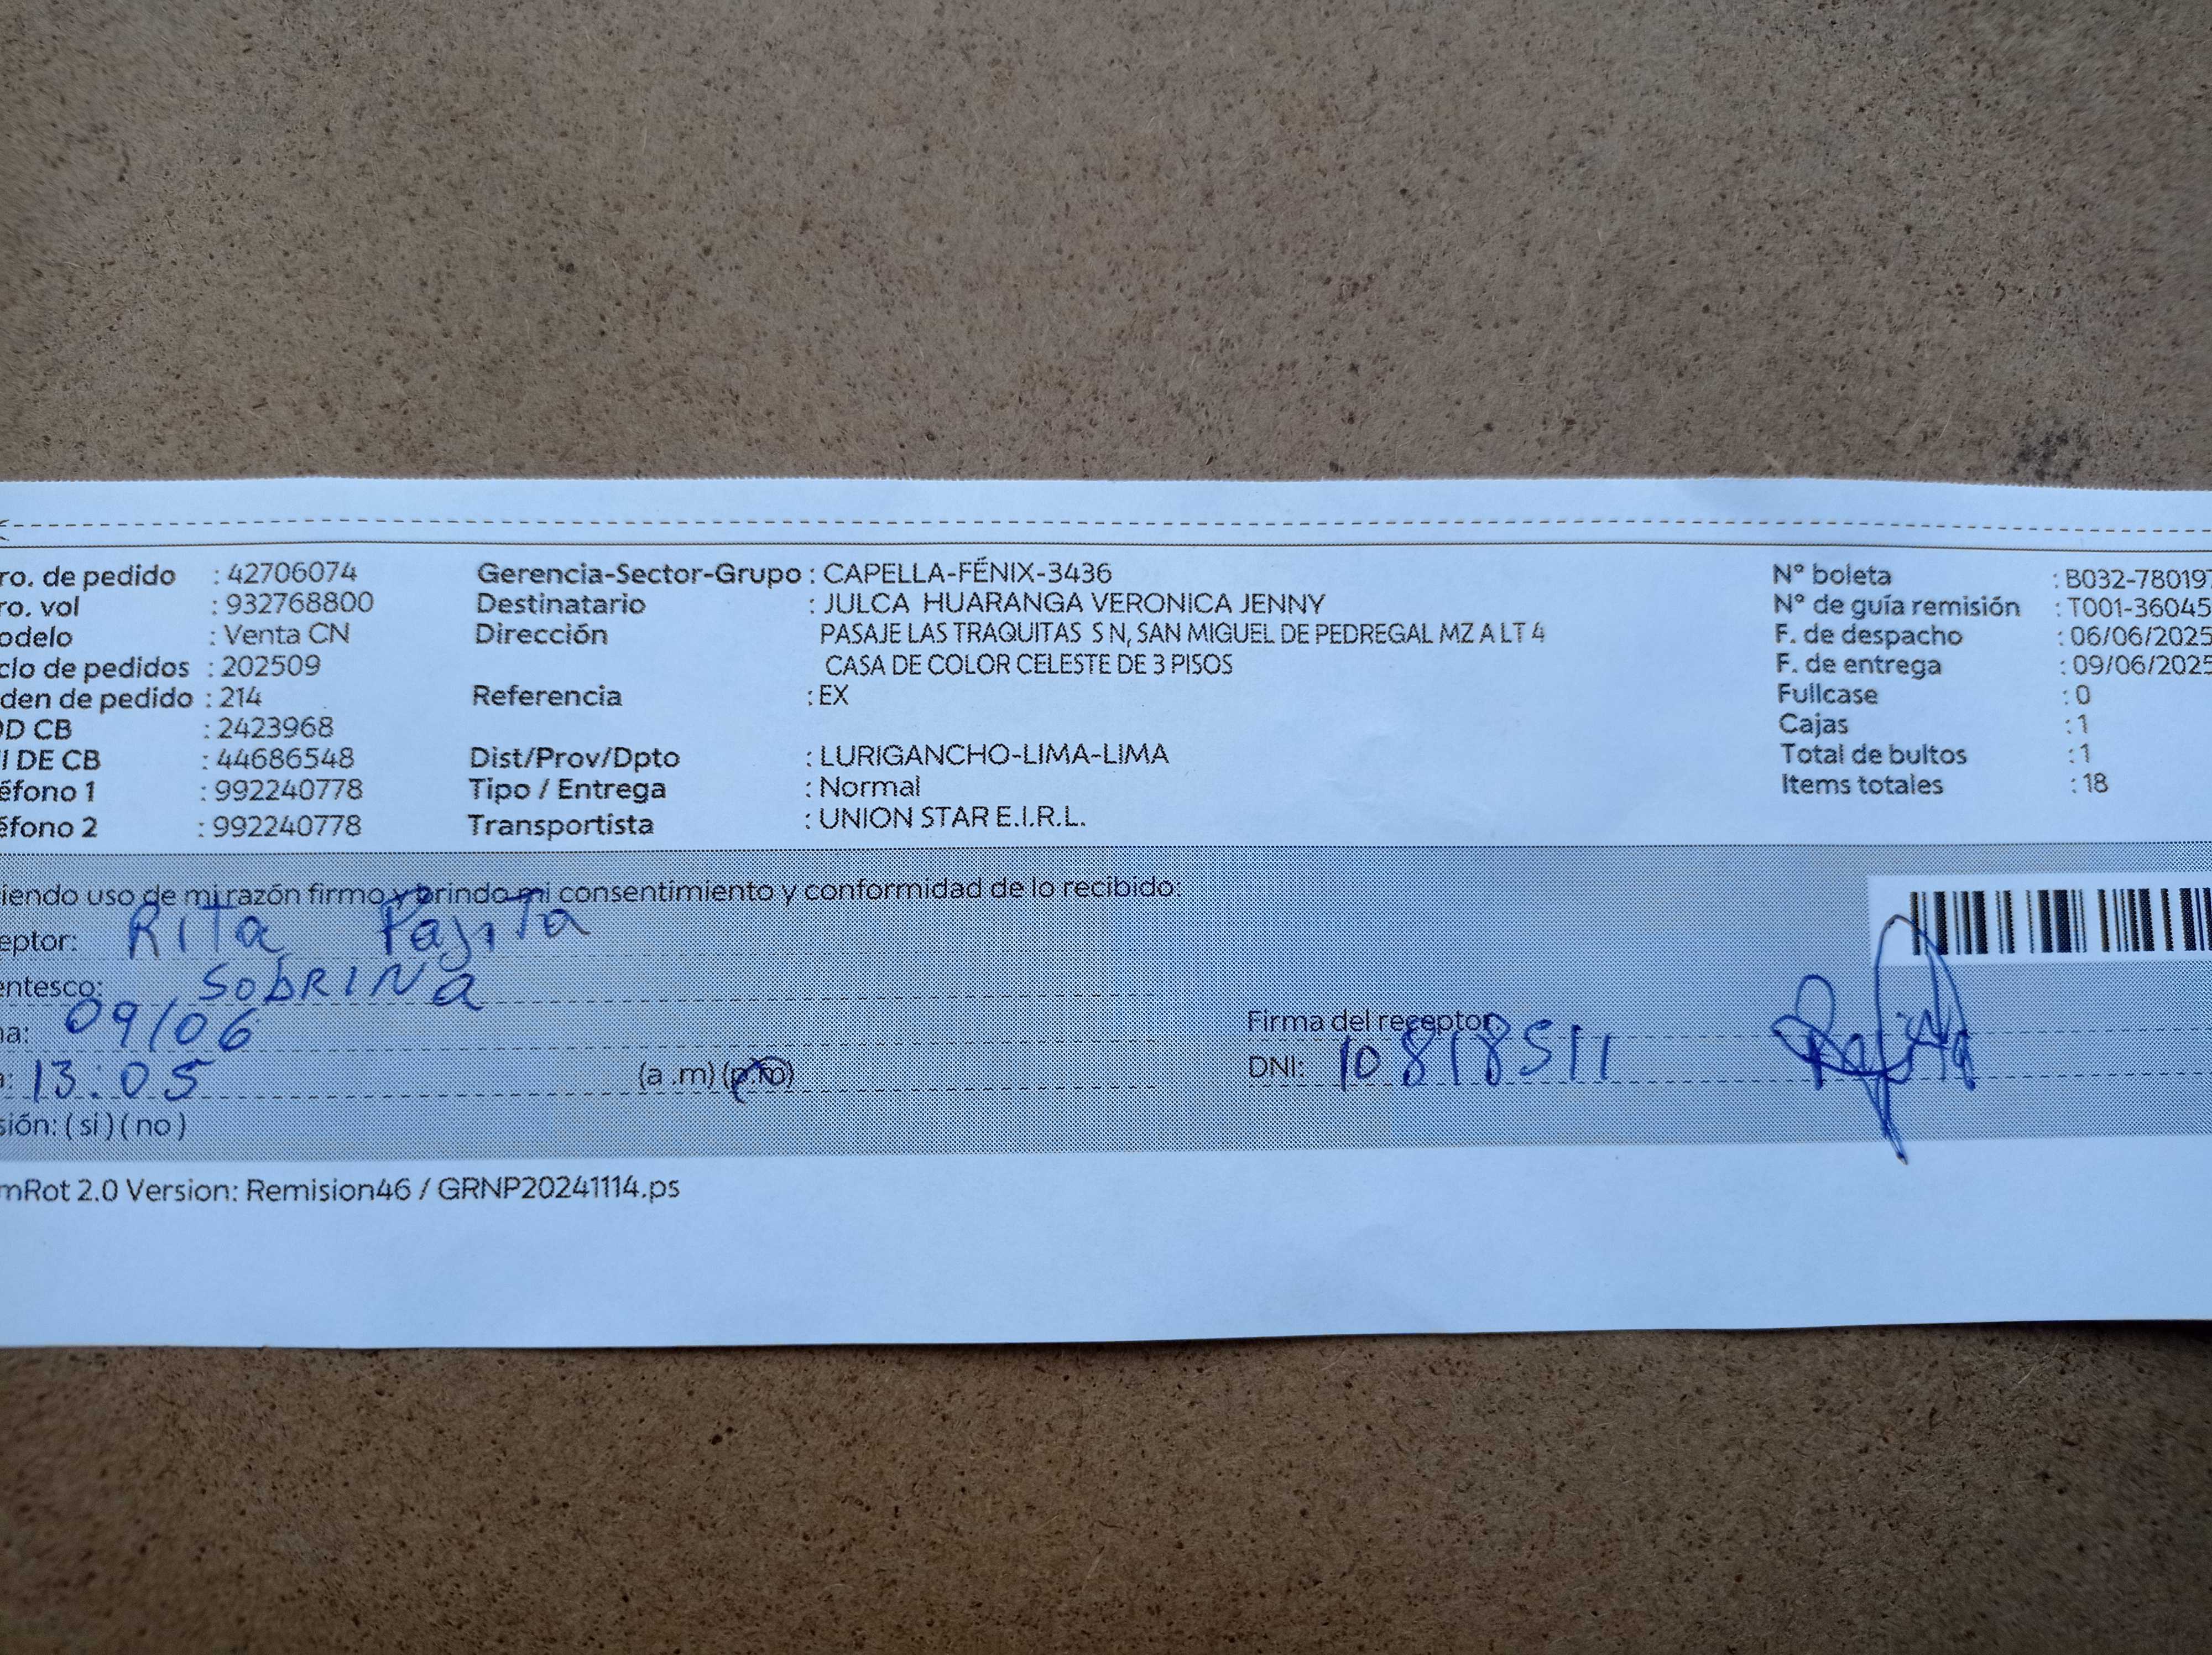 ro. de pedido : 42706074 Gerencia-Sector-Grupo : CAPELLA-FÉNIX-3436 N° boleta : B032-780197
ro. vol : 932768800 Destinatario : JULCA HUARANGA VERONICA JENNY N° de guía remisión : T001-36045
odelo : Venta CN Dirección PASAJE LAS TRAQUITAS S N, SAN MIGUEL DE PEDREGAL MZ A LT 4 F. de despacho : 06/06/2025
clo de pedidos : 202509 CASA DE COLOR CELESTE DE 3 PISOS F. de entrega : 09/06/2025
den de pedido : 214 Referencia : EX Fullcase : 0
OD CB : 2423968 Cajas : 1
I DE CB : 44686548 Dist/Prov/Dpto : LURIGANCHO-LIMA-LIMA Total de bultos : 1
éfono 1 : 992240778 Tipo / Entrega : Normal Items totales : 18
éfono 2 : 992240778 Transportista : UNION STAR E.I.R.L.
iendo uso de mi razón firmo y brindo mi consentimiento y conformidad de lo recibido:
eptor: RITa
entesco: SObRINa
na: 09/06 Firma del receptor:
a: 13:05 (a .m) (p.m) DNI: 10818511
sión: ( si ) ( no )
mRot 2.0 Version: Remision46 / GRNP20241114.ps